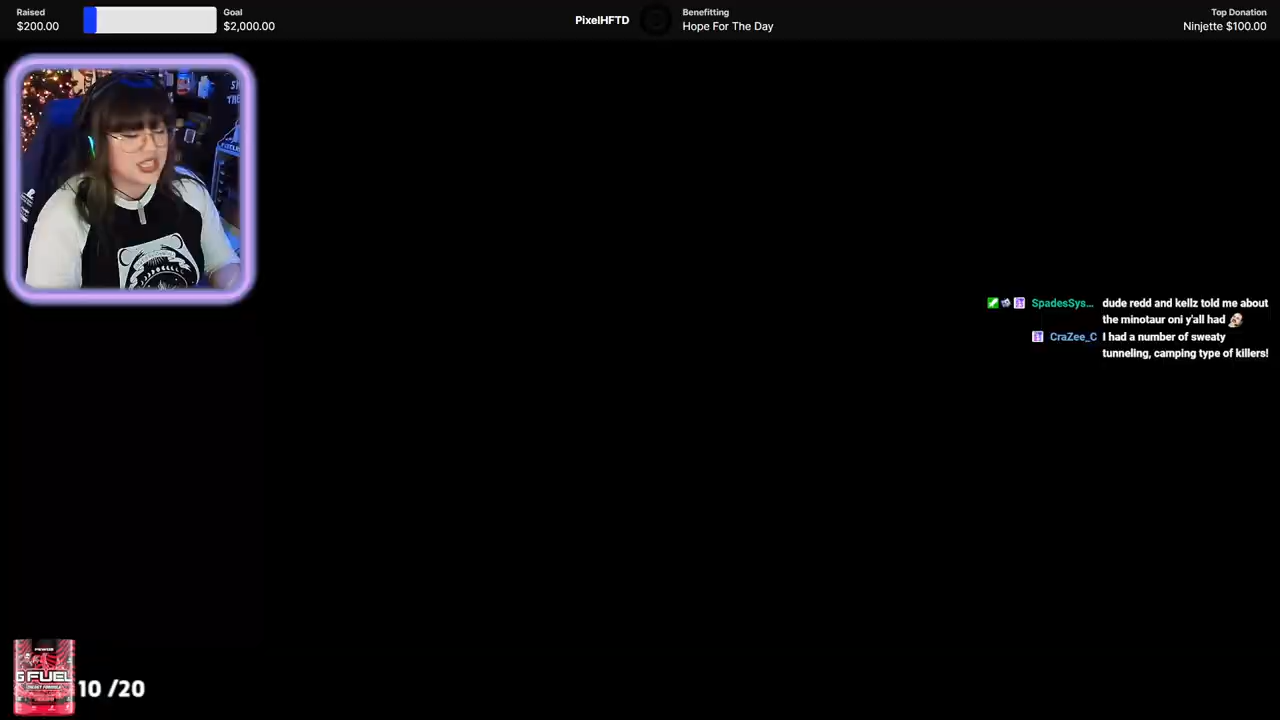 Raised
$200.00
Goal
$2,000.00
PixelHFTD
Benefitting
Hope For The Day
Top Donation
Ninjette $100.00
SpadesSys... dude redd and kellz told me about
the minotaur oni y'all had
CraZee_C I had a number of sweaty
tunneling, camping type of killers!
G FUEL
10 /20